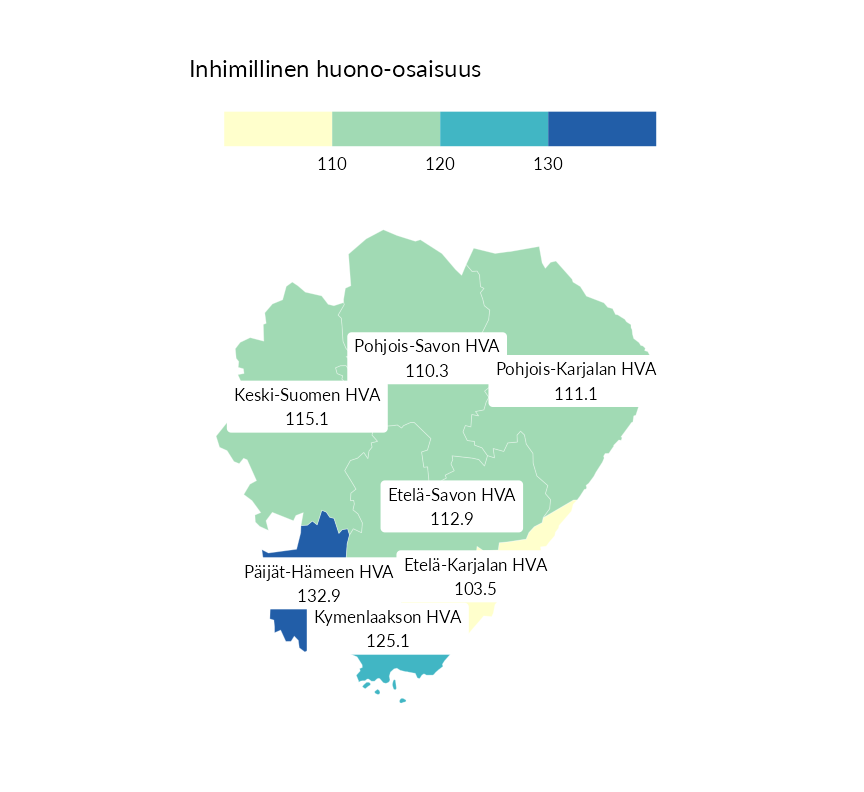 Inhimillinen huono-osaisuus
110 120 130
Pohjois-Savon HVA
110.3
Pohjois-Karjalan HVA
111.1
Keski-Suomen HVA
115.1
Etelä-Savon HVA
112.9
Etelä-Karjalan HVA
103.5
Päijät-Hämeen HVA
132.9
Kymenlaakson HVA
125.1